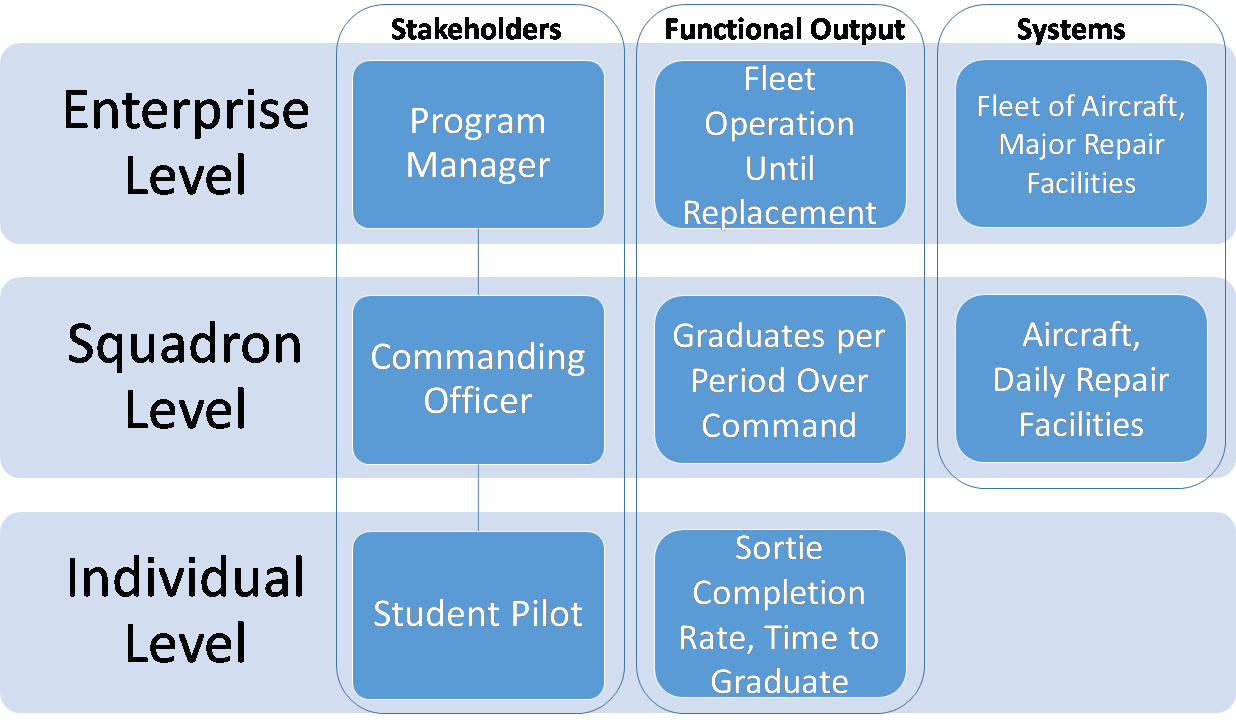 Stakeholders
Functional Output
Systems
Enterprise
Level
Program
Manager
Fleet
Operation
Until
Replacement
Fleet of Aircraft,
Major Repair
Facilities
Squadron
Level
Commanding
Officer
Graduates per
Period Over
Command
Aircraft,
Daily Repair
Facilities
Individual
Level
Student Pilot
Sortie
Completion
Rate, Time to
Graduate